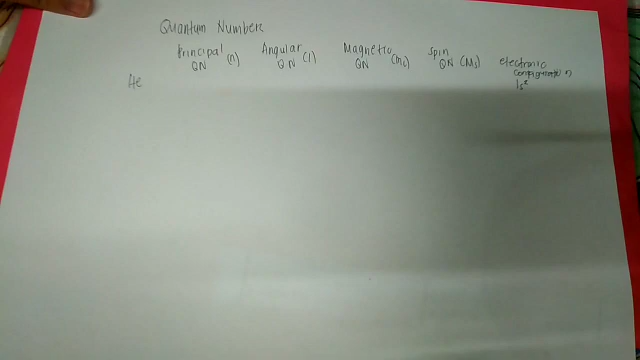 Quantum Numbers
Principal QN (n) Angular QN (l) Magnetic QN (ml) Spin QN (Ms) electronic configuration
He 1s²